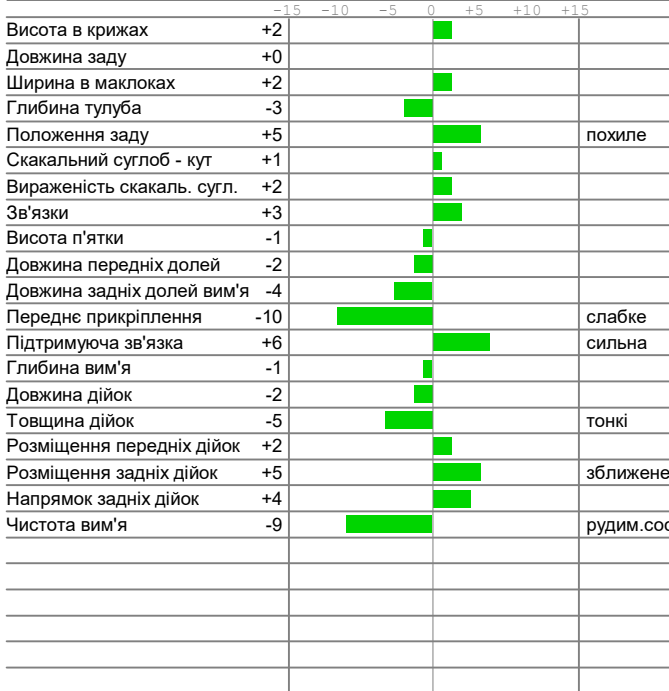 -15 -10 -5 0 +5 +10 +15
Висота в крижах +2
Довжина заду +0
Ширина в маклоках +2
Глибина тулуба -3
Положення заду +5 похиле
Скакальний суглоб - кут +1
Вираженість скакаль. сугл. +2
Зв'язки +3
Висота п'ятки -1
Довжина передніх долей -2
Довжина задніх долей вим'я -4
Переднє прикріплення -10 слабке
Підтримуюча зв'язка +6 сильна
Глибина вим'я -1
Довжина дійок -2
Товщина дійок -5 тонкі
Розміщення передніх дійок +2
Розміщення задніх дійок +5 зближене
Напрямок задніх дійок +4
Чистота вим'я -9 рудим.сос